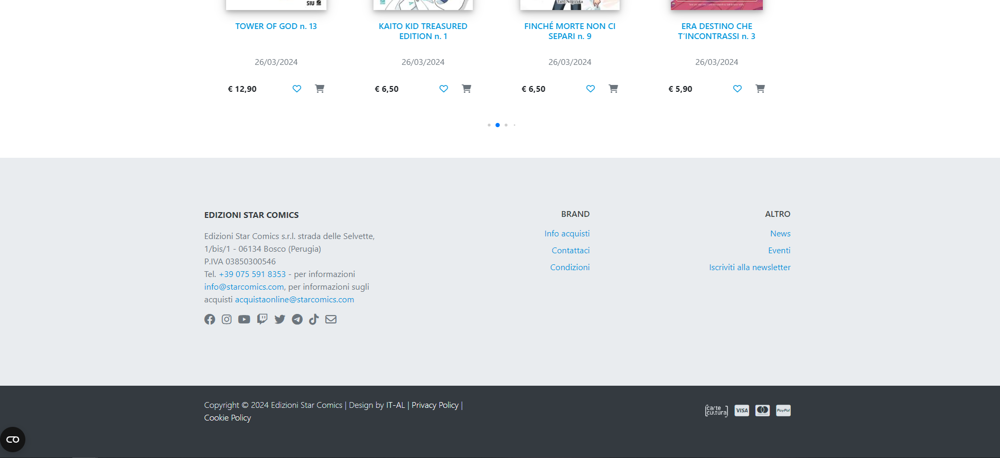 SIU
Taro Nogizaka
TOWER OF GOD n. 13
KAITO KID TREASURED
EDITION n. 1
FINCHÉ MORTE NON CI
SEPARI n. 9
ERA DESTINO CHE
T'INCONTRASSI n. 3
26/03/2024
26/03/2024
26/03/2024
26/03/2024
€ 12,90
€ 6,50
€ 6,50
€ 5,90
EDIZIONI STAR COMICS
Edizioni Star Comics s.r.l. strada delle Selvette,
1/bis/1 - 06134 Bosco (Perugia)
P.IVA 03850300546
Tel. +39 075 591 8353 - per informazioni
info@starcomics.com, per informazioni sugli
acquisti acquistaonline@starcomics.com
BRAND
Info acquisti
Contattaci
Condizioni
ALTRO
News
Eventi
Iscriviti alla newsletter
Copyright © 2024 Edizioni Star Comics | Design by IT-AL | Privacy Policy |
Cookie Policy
carte
cultura
VISA
PayPal